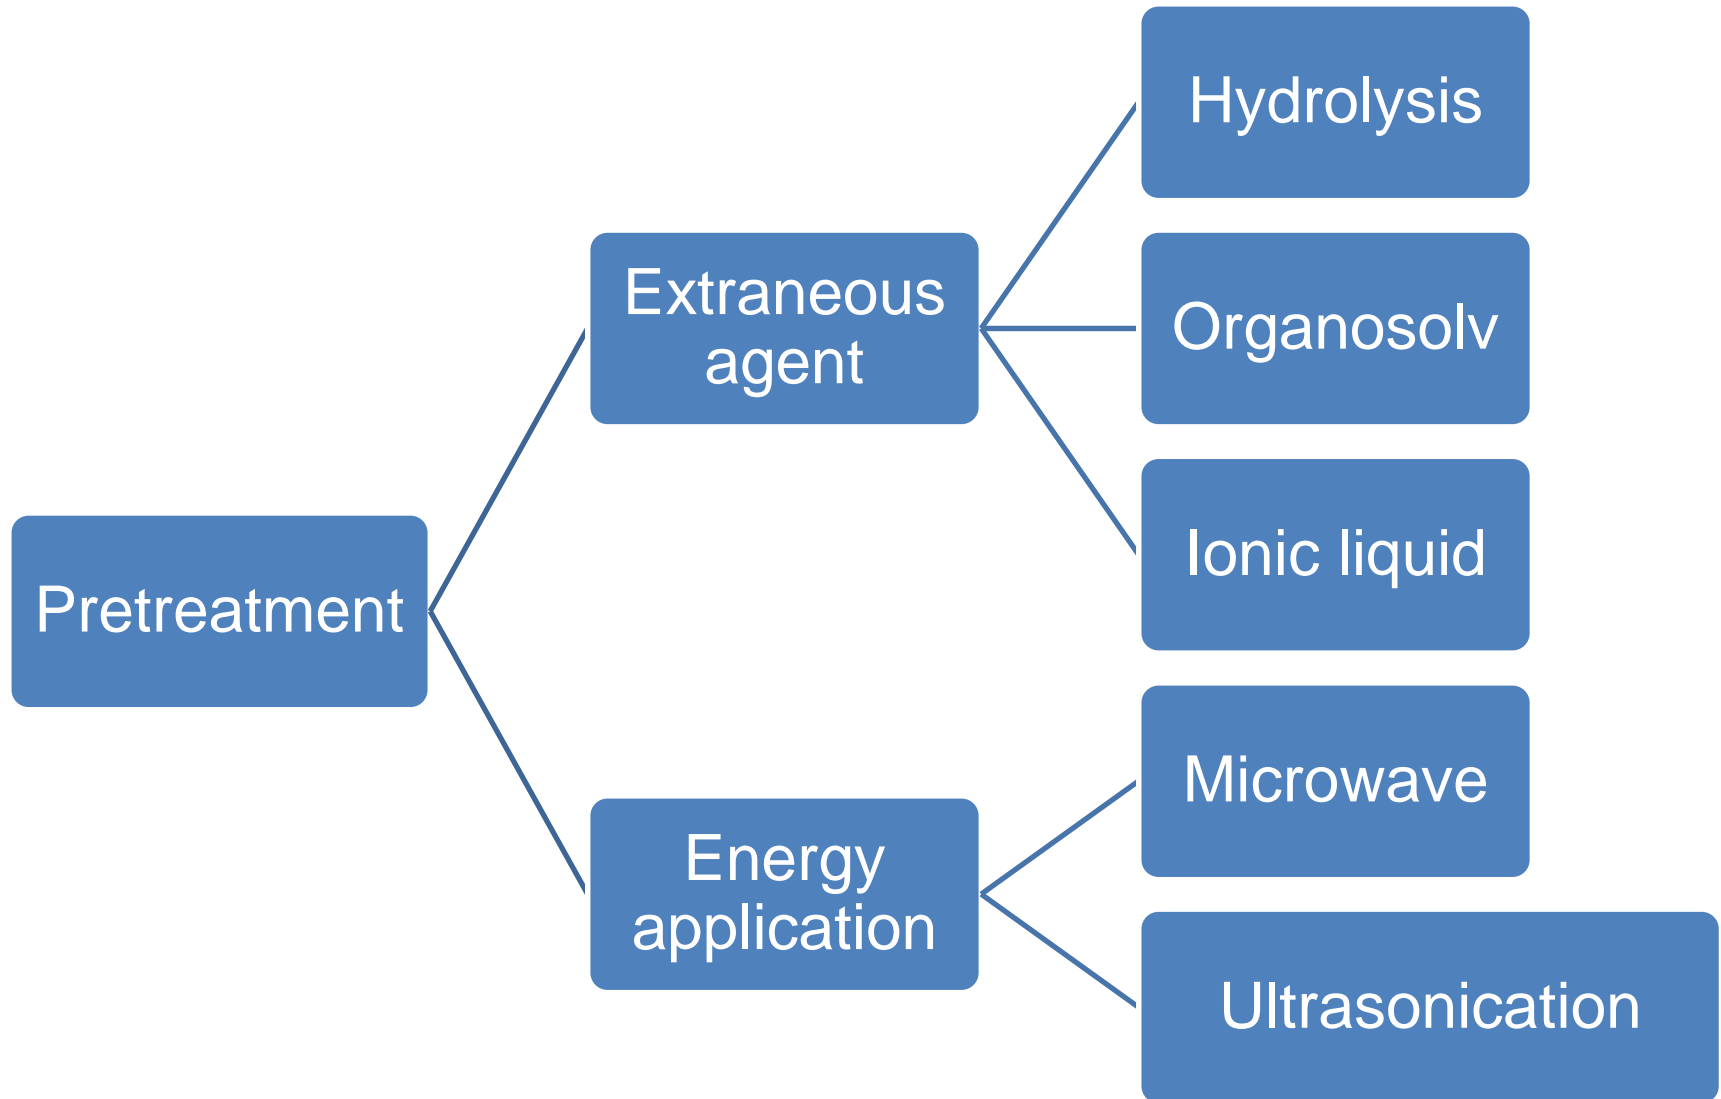 Pretreatment
Extraneous
agent
Hydrolysis
Organosolv
Ionic liquid
Energy
application
Microwave
Ultrasonication